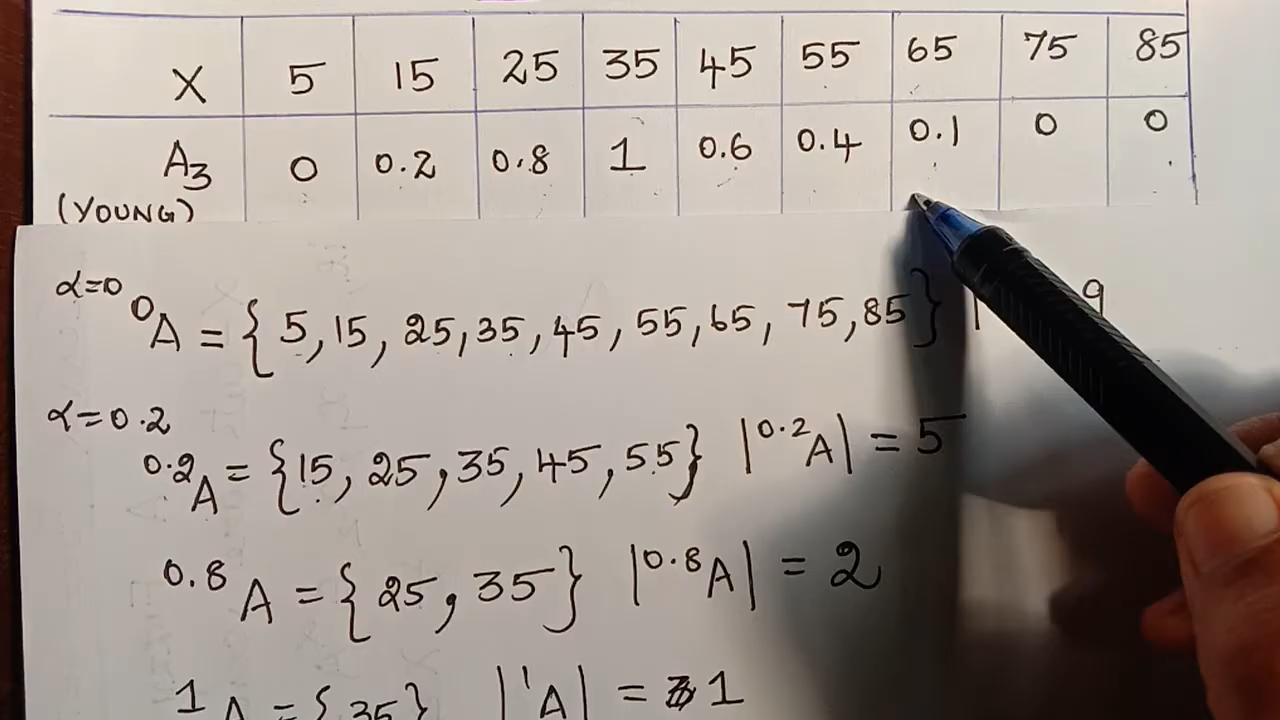 X 5 15 25 35 45 55 65 75 85
A3 0 0.2 0.8 1 0.6 0.4 0.1 0 0
(YOUNG)
α=0
0A = {5, 15, 25, 35, 45, 55, 65, 75, 85} | 9
α=0.2
0.2A = {15, 25, 35, 45, 55} |0.2A| = 5
0.8A = {25, 35} |0.8A| = 2
1A = {35} |1A| = 1